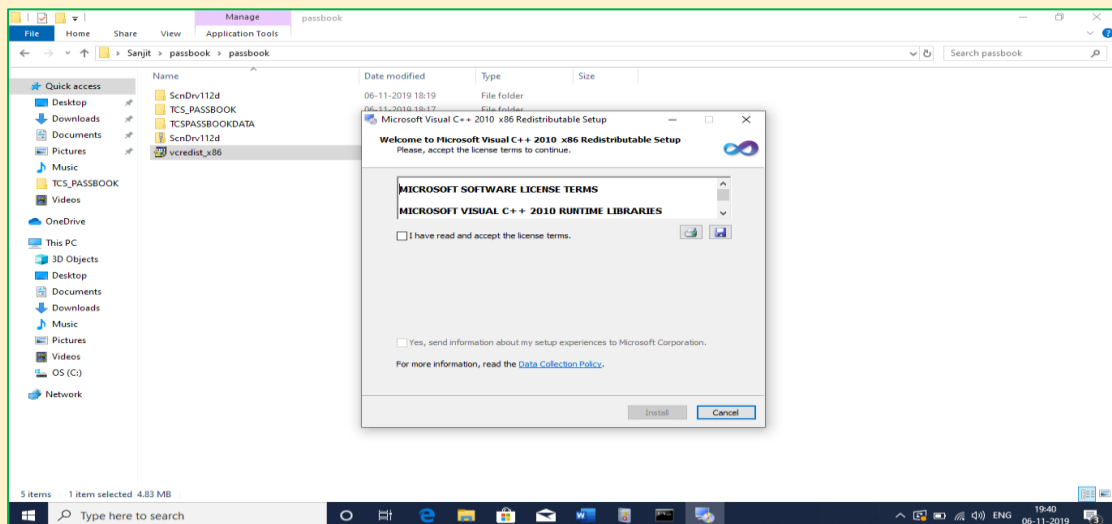 Manage
passbook
File
Home
Share
View
Application Tools
Sanjit > passbook > passbook
Search passbook
Name
Date modified
Type
Size
Quick access
Desktop
Downloads
Documents
Pictures
Music
TCS_PASSBOOK
Videos
OneDrive
This PC
3D Objects
Desktop
Documents
Downloads
Music
Pictures
Videos
OS (C:)
Network
ScnDrv112d
06-11-2019 18:19
File folder
TCS_PASSBOOK
06-11-2019 18:17
File folder
TCSPASSBOOKDATA
ScnDrv112d
vcredist_x86
Microsoft Visual C++ 2010 x86 Redistributable Setup
Welcome to Microsoft Visual C++ 2010 x86 Redistributable Setup
Please, accept the license terms to continue.
MICROSOFT SOFTWARE LICENSE TERMS
MICROSOFT VISUAL C++ 2010 RUNTIME LIBRARIES
I have read and accept the license terms.
Yes, send information about my setup experiences to Microsoft Corporation.
For more information, read the Data Collection Policy.
Install
Cancel
5 items
1 item selected 4.83 MB
Type here to search
ENG
19:40
06-11-2019
3